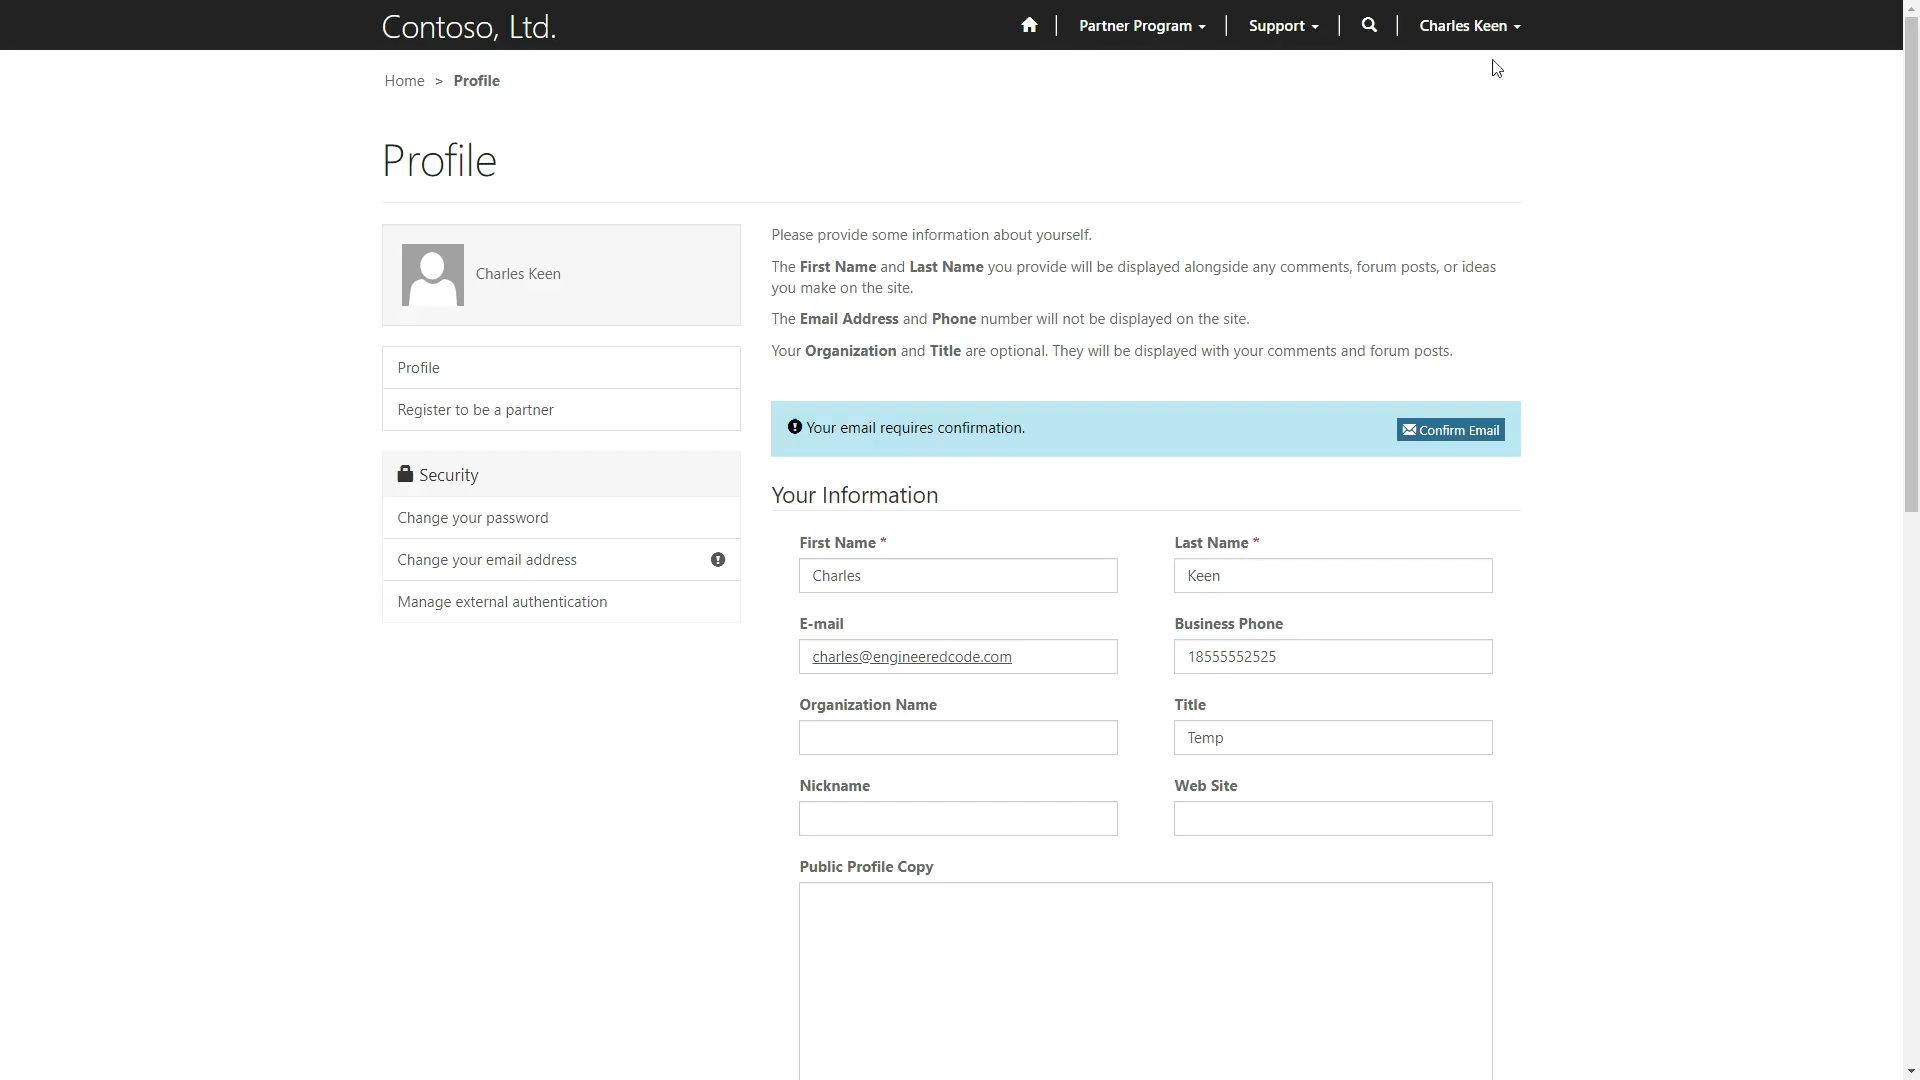 Contoso, Ltd.
Partner Program
Support
Charles Keen
Home > Profile
Profile
Charles Keen
Profile
Register to be a partner
Security
Change your password
Change your email address
Manage external authentication
Please provide some information about yourself.
The First Name and Last Name you provide will be displayed alongside any comments, forum posts, or ideas
you make on the site.
The Email Address and Phone number will not be displayed on the site.
Your Organization and Title are optional. They will be displayed with your comments and forum posts.
Your email requires confirmation.
Confirm Email
Your Information
First Name *
Last Name *
Charles
Keen
E-mail
Business Phone
charles@engineeredcode.com
18555552525
Organization Name
Title
Temp
Nickname
Web Site
Public Profile Copy